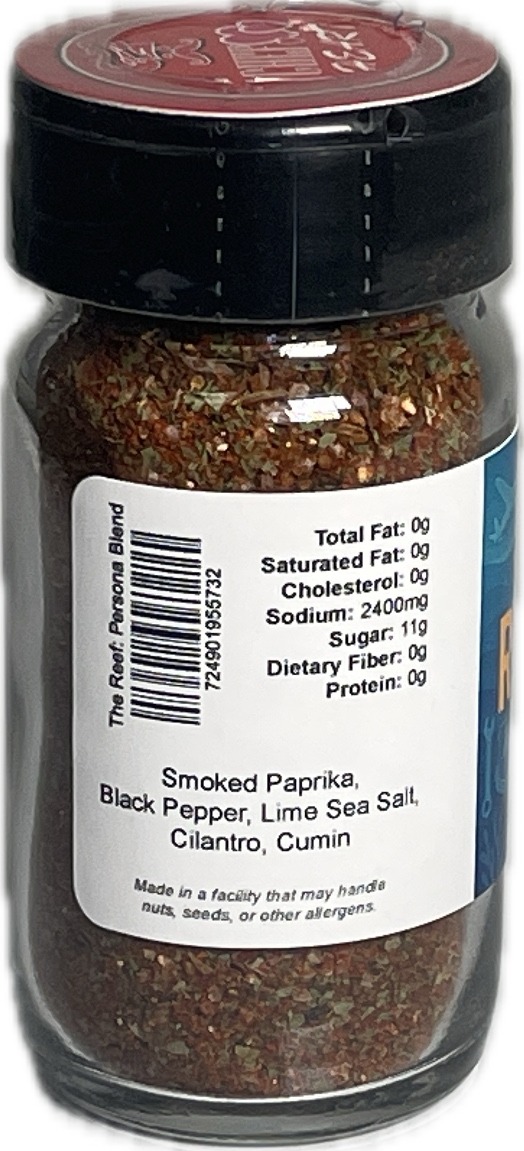 The Reef: Persona Blend
724901955732
Total Fat: 0g
Saturated Fat: 0g
Cholesterol: 0g
Sodium: 2400mg
Sugar: 11g
Dietary Fiber: 0g
Protein: 0g
Smoked Paprika,
Black Pepper, Lime Sea Salt,
Cilantro, Cumin
Made in a facility that may handle
nuts, seeds, or other allergens.